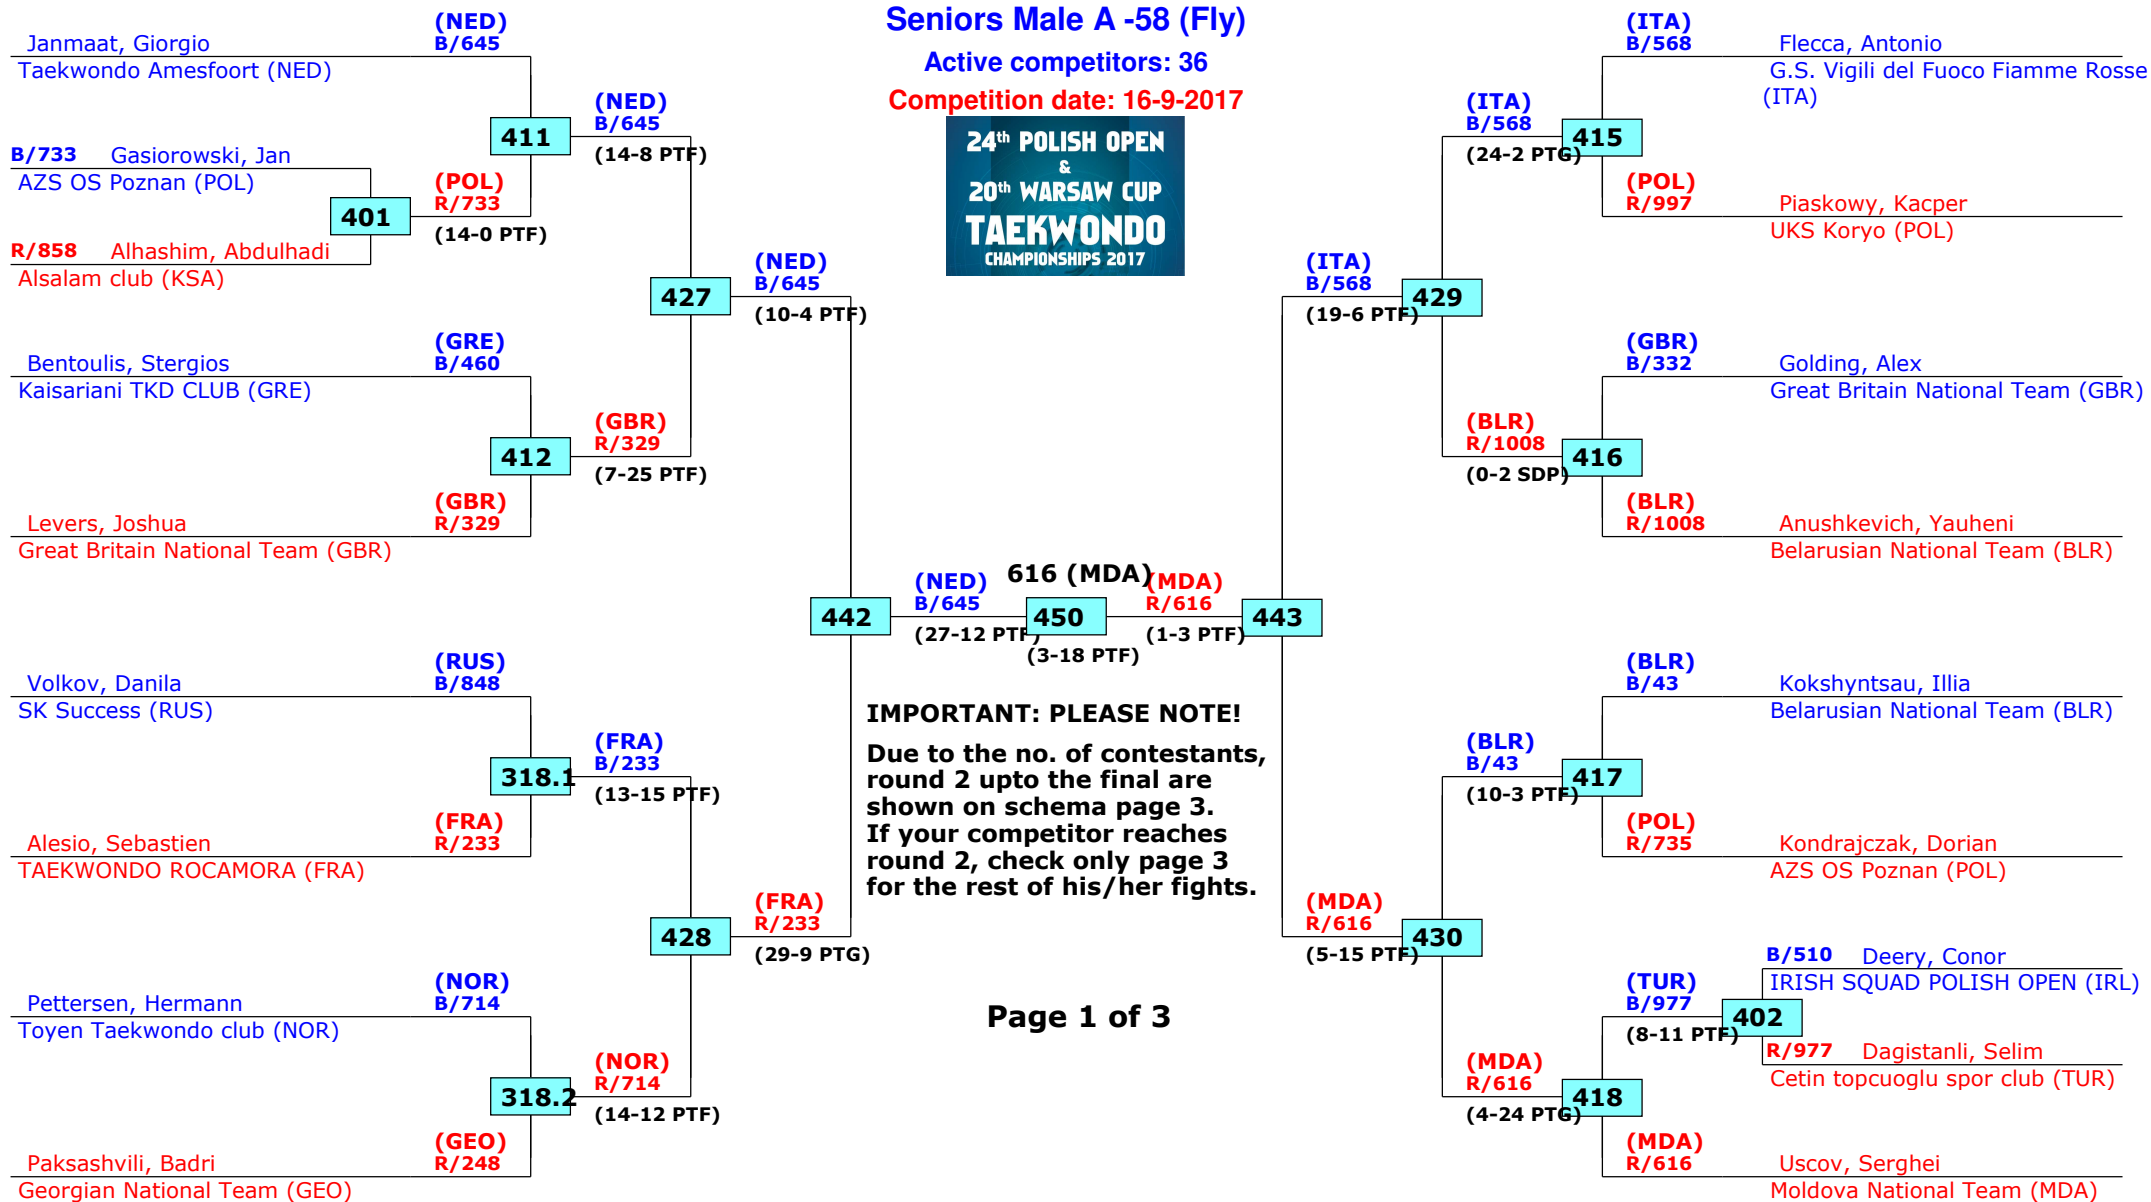 Seniors Male A -58 (Fly)
Active competitors: 36
Competition date: 16-9-2017
24th POLISH OPEN
&
20th WARSAW CUP
TAEKWONDO
CHAMPIONSHIPS 2017
(NED)
Janmaat, Giorgio B/645
Taekwondo Amesfoort (NED)
(NED)
B/645
411
(14-8 PTF)
B/733 Gasiorowski, Jan
AZS OS Poznan (POL)
(POL)
R/733
401
(14-0 PTF)
R/858 Alhashim, Abdulhadi
Alsalam club (KSA)
(NED)
B/645
427
(10-4 PTF)
(GRE)
Bentoulis, Stergios B/460
Kaisariani TKD CLUB (GRE)
(GBR)
R/329
412
(7-25 PTF)
(GBR)
Levers, Joshua R/329
Great Britain National Team (GBR)
442
(NED)
B/645
(27-12 PTF)
616 (MDA)
450
(3-18 PTF)
(MDA)
R/616
(1-3 PTF)
443
(RUS)
Volkov, Danila B/848
SK Success (RUS)
(FRA)
B/233
318.1
(13-15 PTF)
(FRA)
Alesio, Sebastien R/233
TAEKWONDO ROCAMORA (FRA)
(FRA)
R/233
428
(29-9 PTG)
(NOR)
Pettersen, Hermann B/714
Toyen Taekwondo club (NOR)
(NOR)
R/714
318.2
(14-12 PTF)
(GEO)
Paksashvili, Badri R/248
Georgian National Team (GEO)
IMPORTANT: PLEASE NOTE!
Due to the no. of contestants,
round 2 upto the final are
shown on schema page 3.
If your competitor reaches
round 2, check only page 3
for the rest of his/her fights.
Page 1 of 3
(ITA)
B/568 Flecca, Antonio
G.S. Vigili del Fuoco Fiamme Rosse
(ITA)
(ITA)
B/568
415
(24-2 PTG)
(POL)
R/997 Piaskowy, Kacper
UKS Koryo (POL)
(ITA)
B/568
429
(19-6 PTF)
(GBR)
B/332 Golding, Alex
Great Britain National Team (GBR)
(BLR)
R/1008
416
(0-2 SDP)
(BLR)
R/1008 Anushkevich, Yauheni
Belarusian National Team (BLR)
(BLR)
B/43 Kokshyntsau, Illia
Belarusian National Team (BLR)
(BLR)
B/43
417
(10-3 PTF)
(POL)
R/735 Kondrajczak, Dorian
AZS OS Poznan (POL)
(MDA)
R/616
430
(5-15 PTF)
B/510 Deery, Conor
IRISH SQUAD POLISH OPEN (IRL)
(TUR)
B/977
402
(8-11 PTF)
R/977 Dagistanli, Selim
Cetin topcuoglu spor club (TUR)
(MDA)
R/616
418
(4-24 PTG)
(MDA)
R/616 Uscov, Serghei
Moldova National Team (MDA)